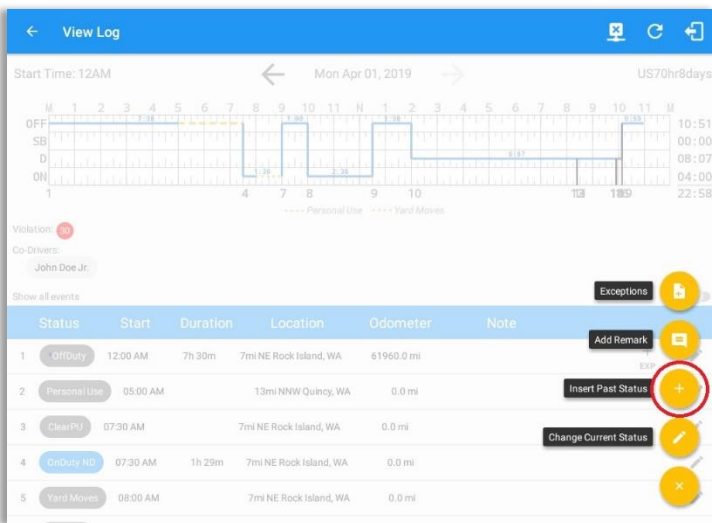 View Log
Start Time: 12AM Mon Apr 01, 2019 US70hr8days
M 1 2 3 4 5 6 7 8 9 10 11 N 1 2 3 4 5 6 7 8 9 10 11 M
OFF 10:51
SB 00:00
D 08:07
ON 04:00
1 4 7 8 9 10 22:58
Personal Use Yard Moves
Violation: 30
Co-Drivers:
John Doe Jr.
Exceptions
Show all events
Status Start Duration Location Odometer Note
Add Remark
1 OffDuty 12:00 AM 7h 30m 7mi NE Rock Island, WA 61960.0 mi
EXP
2 Personal Use 05:00 AM 13mi NNW Quincy, WA 0.0 mi
Insert Past Status
3 ClearPU 07:30 AM 7mi NE Rock Island, WA 0.0 mi
Change Current Status
4 OnDuty ND 07:30 AM 1h 29m 7mi NE Rock Island, WA 0.0 mi
5 Yard Moves 08:00 AM 7mi NE Rock Island, WA 0.0 mi